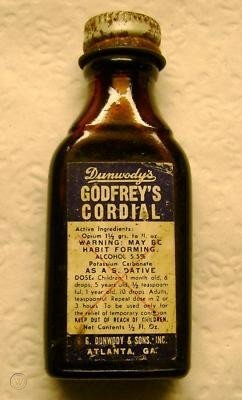 Dunwody's
GODFREY'S
CORDIAL
Active Ingredients:
Opium 1½ grs. to fl. oz.
WARNING: MAY BE
HABIT FORMING.
ALCOHOL 5.5%
Potassium Carbonate
AS A S DATIVE
DOSE: Children, 1 month old, 6
drops, 5 years old, ½ teaspoon-
ful; 1 year old, 10 drops. Adults,
teaspoonful. Repeat dose in 2 or
3 hours. To be used only for
the relief of temporary condition
KEEP OUT OF REACH OF CHILDREN.
Net Contents ½ Fl. Oz.
G. DUNWODY & SONS, INC.
ATLANTA, GA.